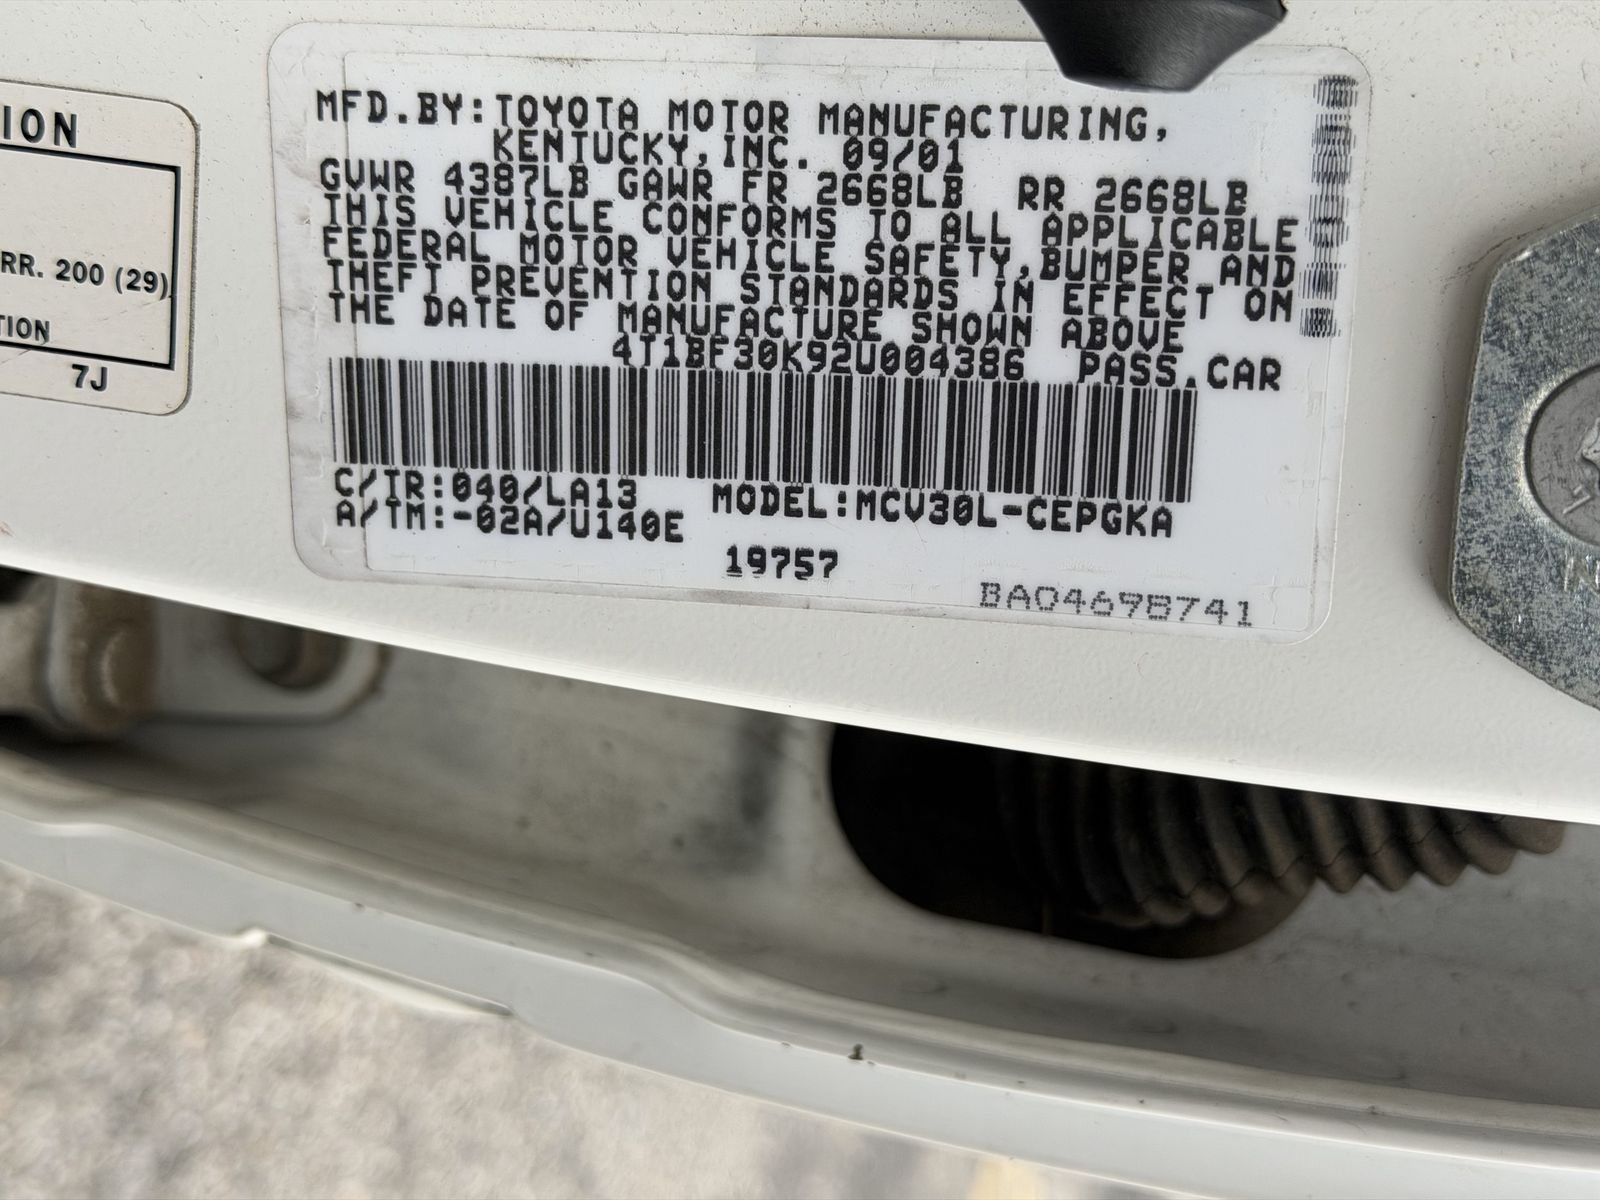 ION
RR. 200 (29)
TION
7J
MFD.BY:TOYOTA MOTOR MANUFACTURING,
KENTUCKY,INC. 09/01
GVWR 4387LB GAWR FR 2668LB RR 2668LB
THIS VEHICLE CONFORMS TO ALL APPLICABLE
FEDERAL MOTOR VEHICLE SAFETY,BUMPER AND
THEFT PREVENTION STANDARDS IN EFFECT ON
THE DATE OF MANUFACTURE SHOWN ABOVE
4T1BF30K92U004386 PASS.CAR
C/TR:040/LA13 MODEL:MCV30L-CEPGKA
A/TM:-02A/U140E
19757
BA04698741